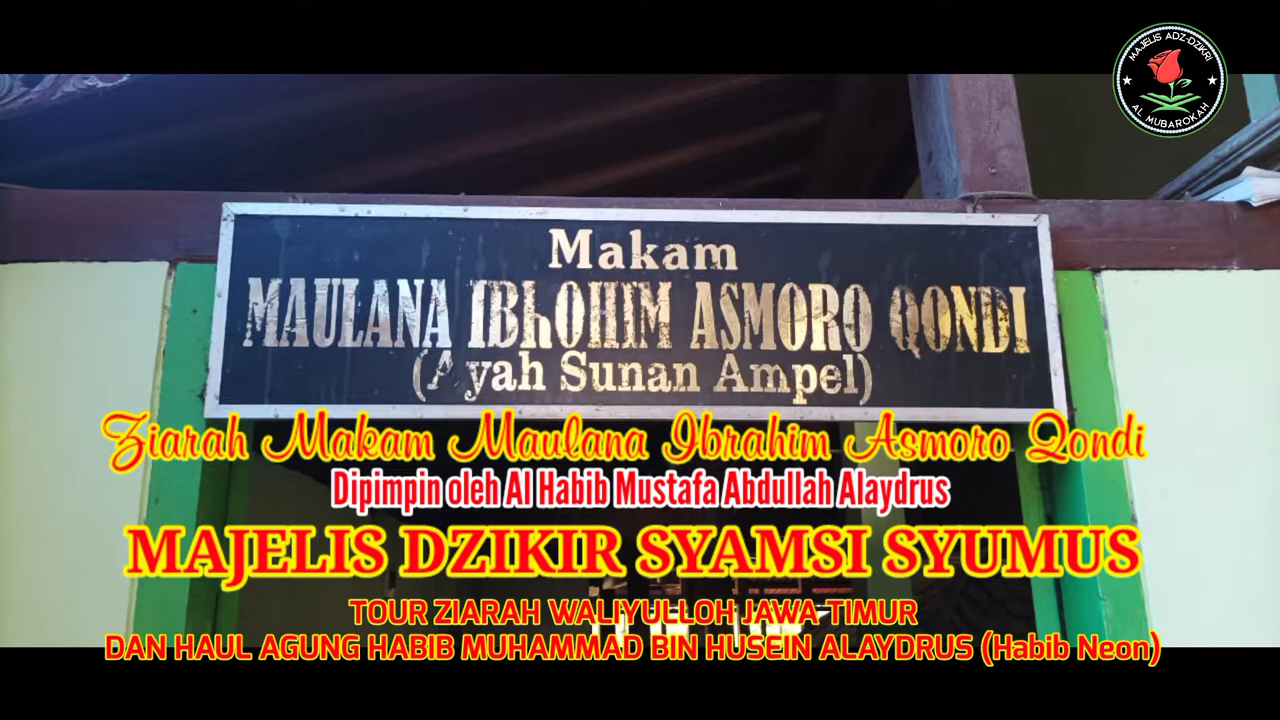 MAJELIS ADZ-DZIKRI
AL MUBAROKAH
Makam
MAULANA IBhOHIM ASMORO QONDI
(Ayah Sunan Ampel)
Ziarah Makam Maulana Ibrahim Asmoro Qondi
Dipimpin oleh Al Habib Mustafa Abdullah Alaydrus
MAJELIS DZIKIR SYAMSI SYUMUS
TOUR ZIARAH WALIYULLOH JAWA TIMUR
DAN HAUL AGUNG HABIB MUHAMMAD BIN HUSEIN ALAYDRUS (Habib Neon)